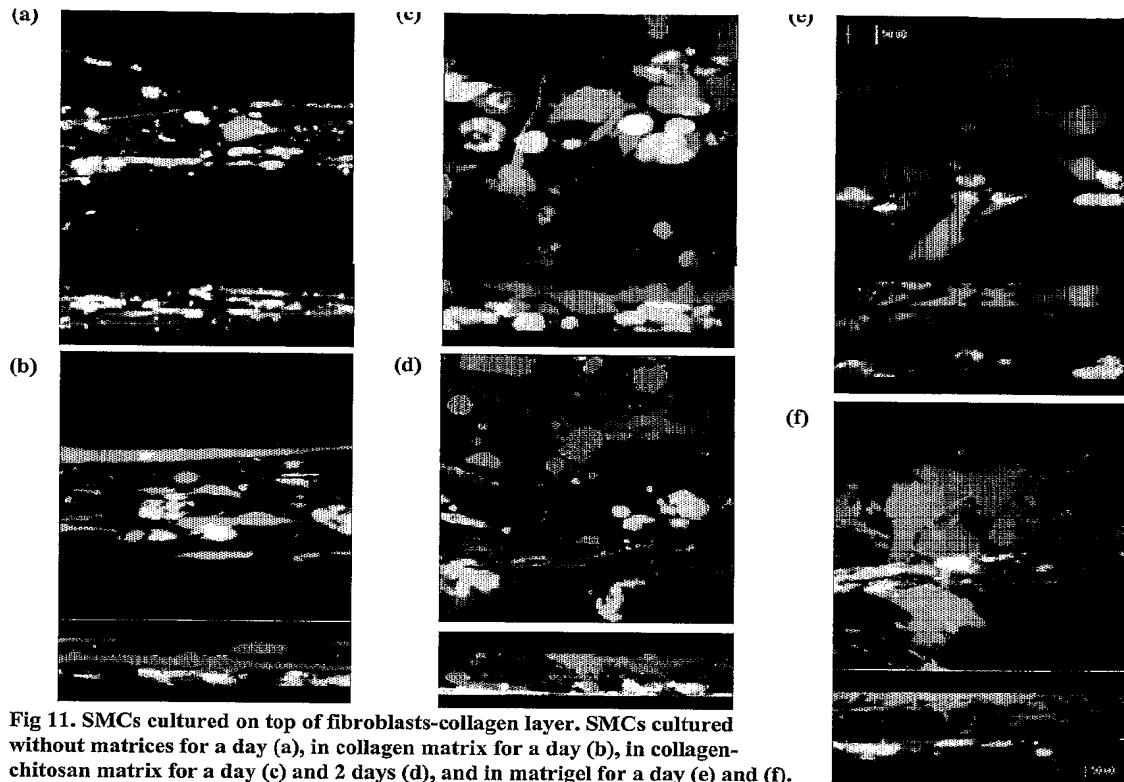 (a)
(c)
(e)
(b)
(d)
(f)
Fig 11. SMCs cultured on top of fibroblasts-collagen layer. SMCs cultured
without matrices for a day (a), in collagen matrix for a day (b), in collagen-
chitosan matrix for a day (c) and 2 days (d), and in matrigel for a day (e) and (f).